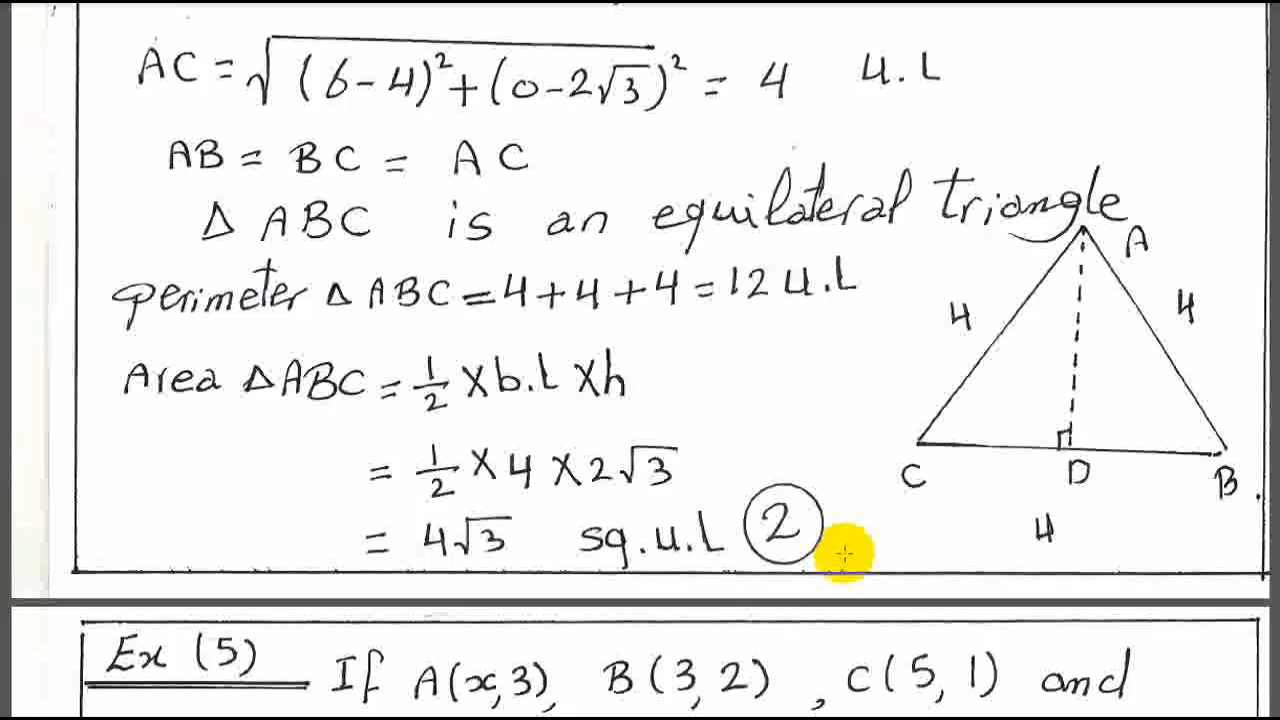 AC = √(6-4)² + (0-2√3)² = 4 u.L
AB = BC = AC
Δ ABC is an equilateral triangle
perimeter Δ ABC = 4+4+4 = 12 u.L
Area Δ ABC = 1/2 × b.L × h
= 1/2 × 4 × 2√3
= 4√3 sq.u.L 2
A
4 4
C D B
4
Ex (5) If A(x,3), B(3,2), C(5,1) and